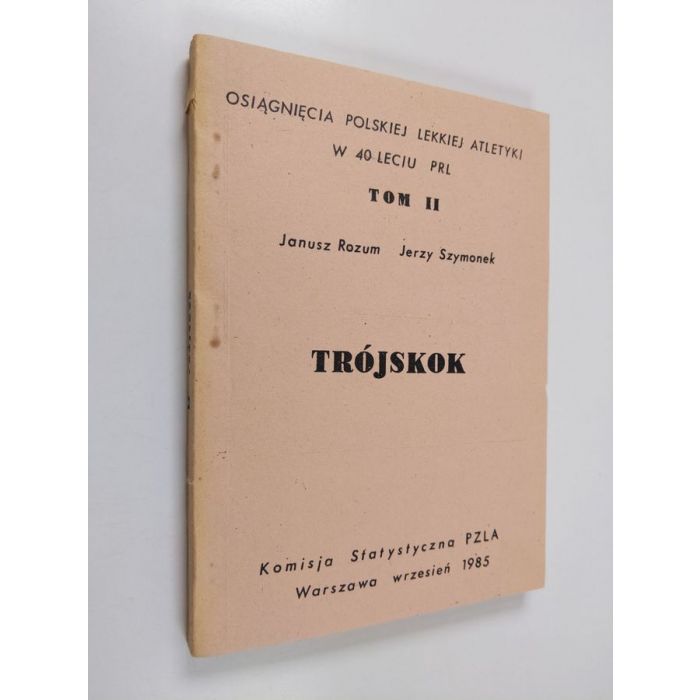 OSIĄGNIĘCIA POLSKIEJ LEKKIEJ ATLETYKI
W 40 LECIU PRL
TOM II
Janusz Rozum Jerzy Szymonek
TRÓJSKOK
Komisja Statystyczna PZLA
Warszawa wrzesień 1985